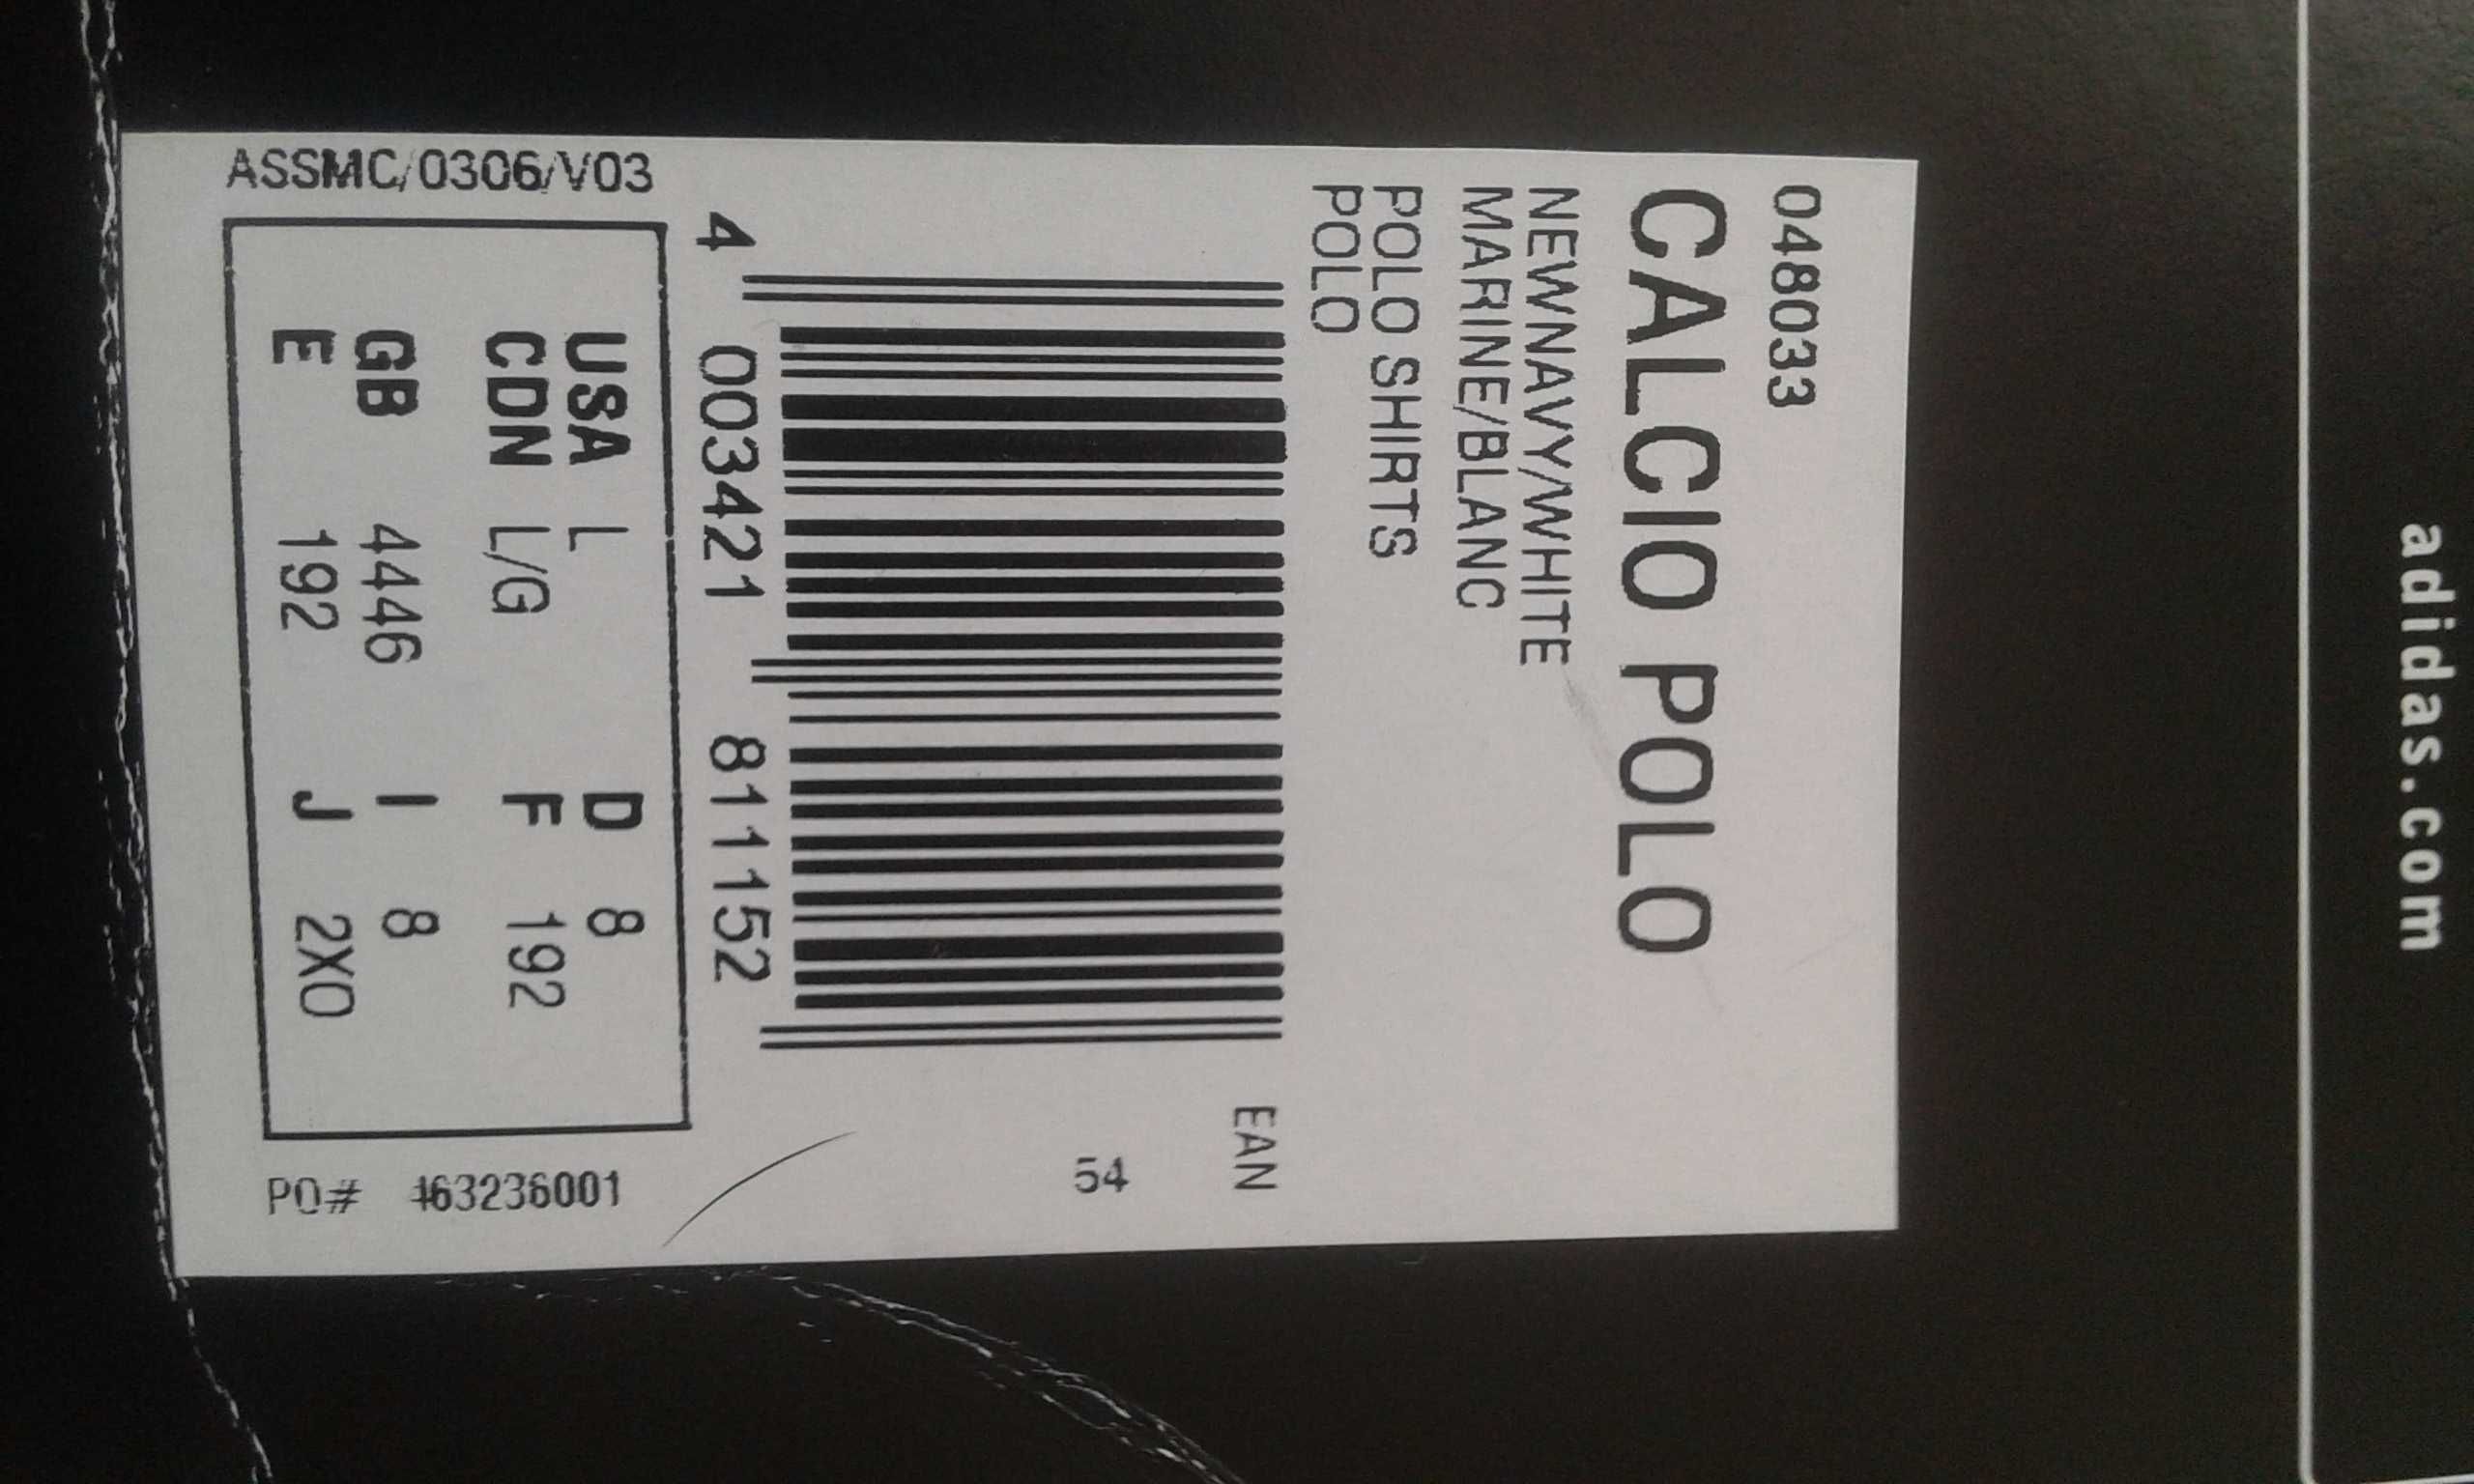 adidas.com
048033
CALCIO POLO
NEWNAVY/WHITE
MARINE/BLANC
POLO SHIRTS
POLO
EAN
54
4 003421 811152
USA L D 8
CDN L/G F 192
GB 4446 I 8
E 192 J 2XO
ASSMC/0306/V03
PO# 463236001